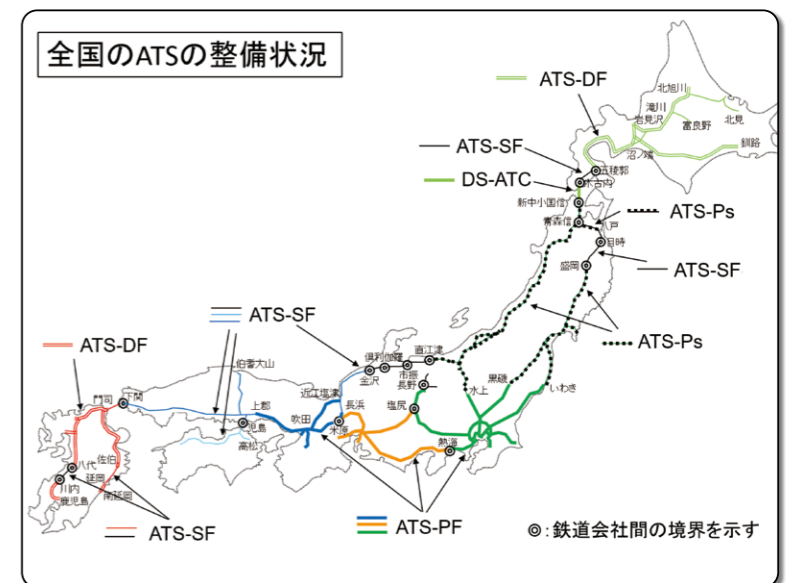 全国のATSの整備状況
ATS-DF
北旭川
滝川
岩見沢
北見
富良野
釧路
沼ノ端
ATS-SF
五稜郭
DS-ATC
木古内
新中小国信
ATS-Ps
青森信
八戸
目時
盛岡
ATS-SF
ATS-SF
ATS-Ps
ATS-DF
直江津
倶利伽羅
伯耆大山
金沢
市振
長野
黒磯
いわき
近江塩津
水上
門司
下関
上郡
長浜
塩尻
吹田
児島
米原
熱海
高松
八代
佐伯
延岡
川内
南延岡
鹿児島
ATS-SF
ATS-PF
◎:鉄道会社間の境界を示す